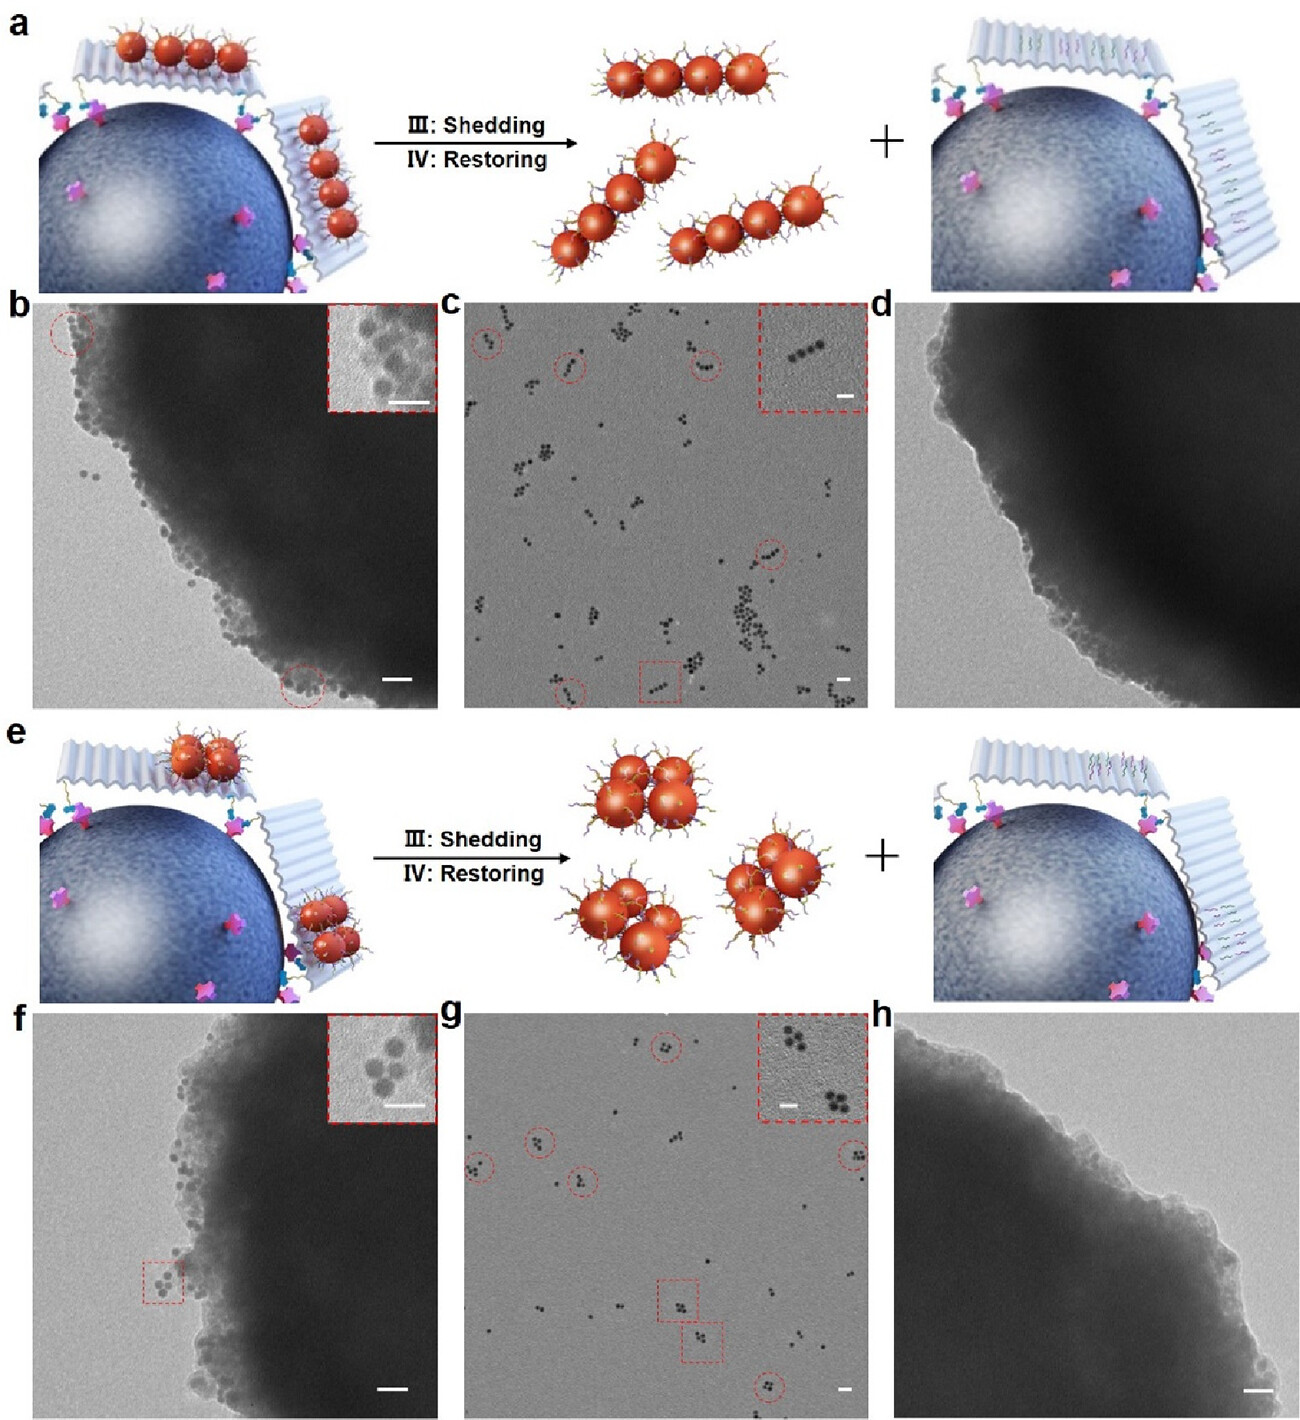 a
Ⅲ: Shedding
Ⅳ: Restoring
+
b
c
d
e
Ⅲ: Shedding
Ⅳ: Restoring
+
f
g
h